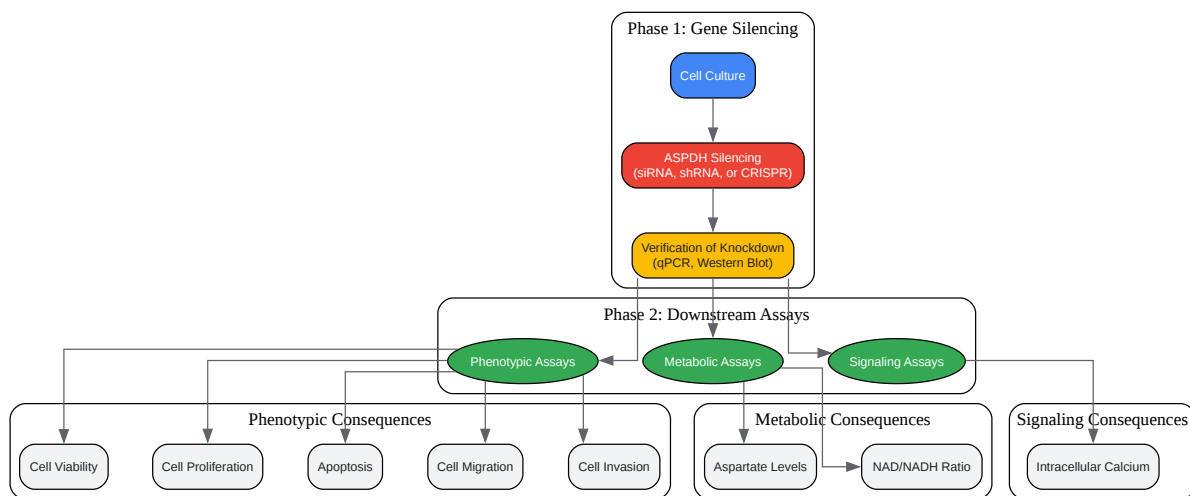 Phase 1: Gene Silencing
Cell Culture
ASPDH Silencing
(siRNA, shRNA, or CRISPR)
Verification of Knockdown
(qPCR, Western Blot)
Phase 2: Downstream Assays
Phenotypic Assays
Metabolic Assays
Signaling Assays
Phenotypic Consequences
Metabolic Consequences
Signaling Consequences
Cell Viability
Cell Proliferation
Apoptosis
Cell Migration
Cell Invasion
Aspartate Levels
NAD/NADH Ratio
Intracellular Calcium